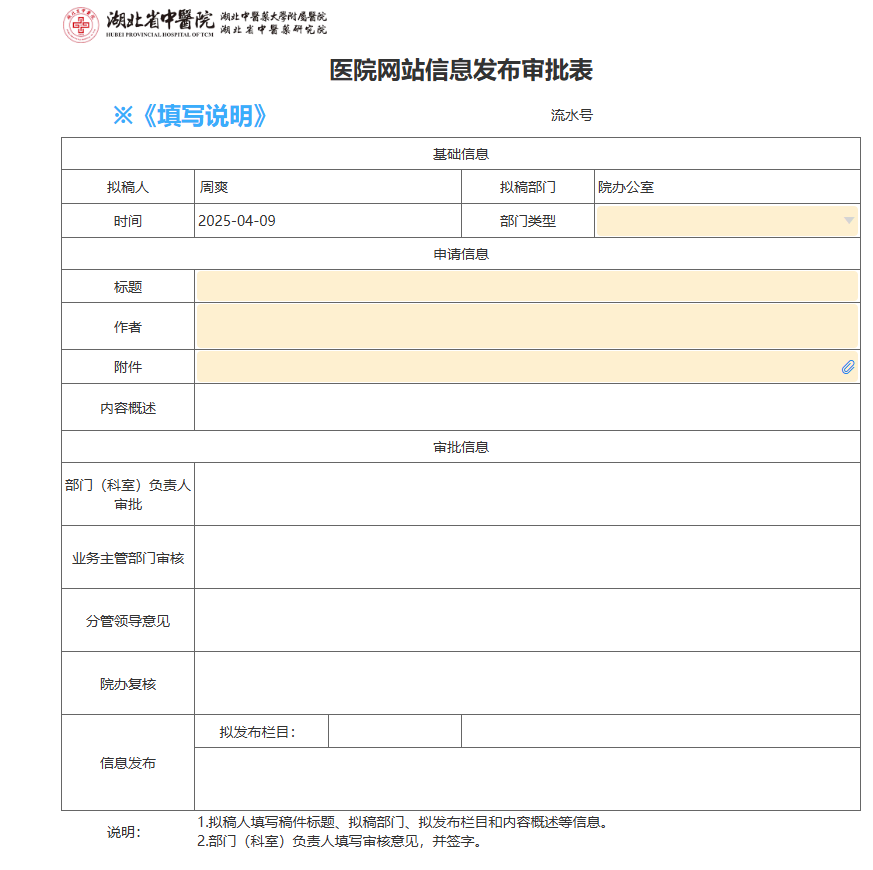 湖北省中醫院
HUBEI PROVINCIAL HOSPITAL OF TCM
湖北中醫藥大學附屬醫院
湖北省中醫藥研究院
医院网站信息发布审批表
※《填写说明》
流水号
基础信息
拟稿人 周爽 拟稿部门 院办公室
时间 2025-04-09 部门类型
申请信息
标题
作者
附件
内容概述
审批信息
部门（科室）负责人
审批
业务主管部门审核
分管领导意见
院办复核
信息发布 拟发布栏目：
说明：
1.拟稿人填写稿件标题、拟稿部门、拟发布栏目和内容概述等信息。
2.部门（科室）负责人填写审核意见，并签字。